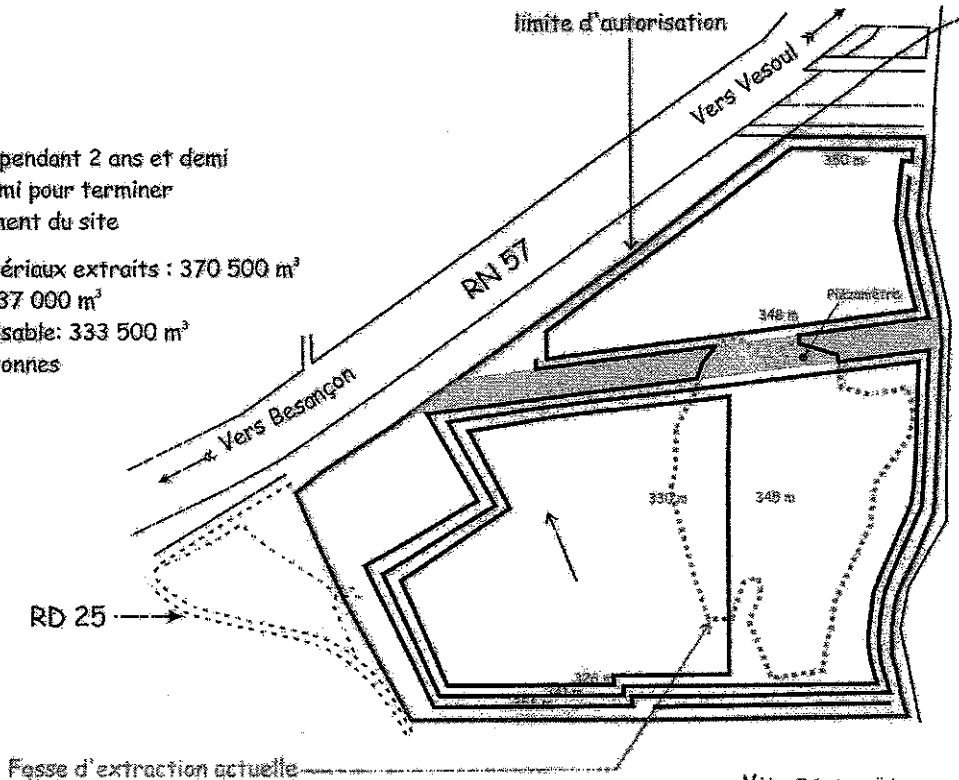 limite d'autorisation
Vers Vesoul
pendant 2 ans et demi
mi pour terminer
ment du site
ériaux extraits : 370 500 m³
37 000 m³
sable: 333 500 m³
onnes
RN 57
« Vers Besançon
350 m
348 m
Piézomètre
330 m
348 m
RD 25
326 m
Fosse d'extraction actuelle